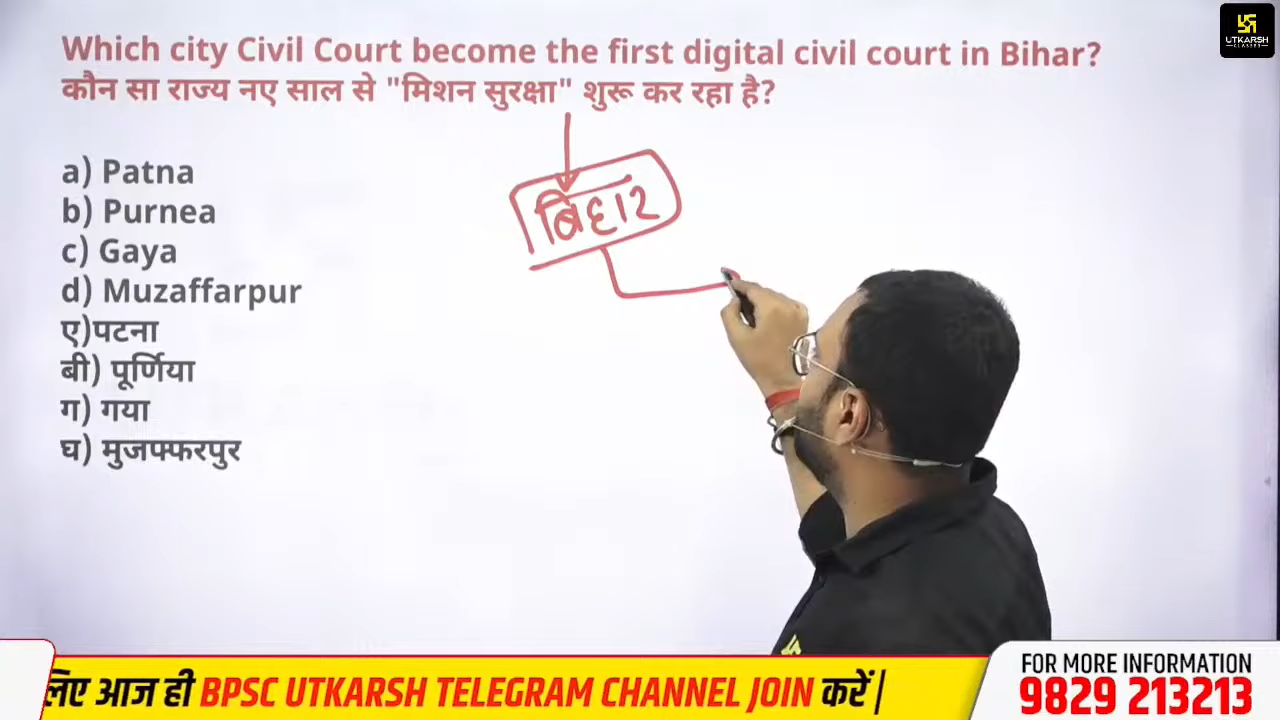 Which city Civil Court become the first digital civil court in Bihar?
कौन सा राज्य नए साल से "मिशन सुरक्षा" शुरू कर रहा है?
a) Patna
b) Purnea
c) Gaya
d) Muzaffarpur
ए)पटना
बी) पूर्णिया
ग) गया
घ) मुजफ्फरपुर
बिहार
UTKARSH
CLASSES
लिए आज ही BPSC UTKARSH TELEGRAM CHANNEL JOIN करें|
FOR MORE INFORMATION
9829 213213